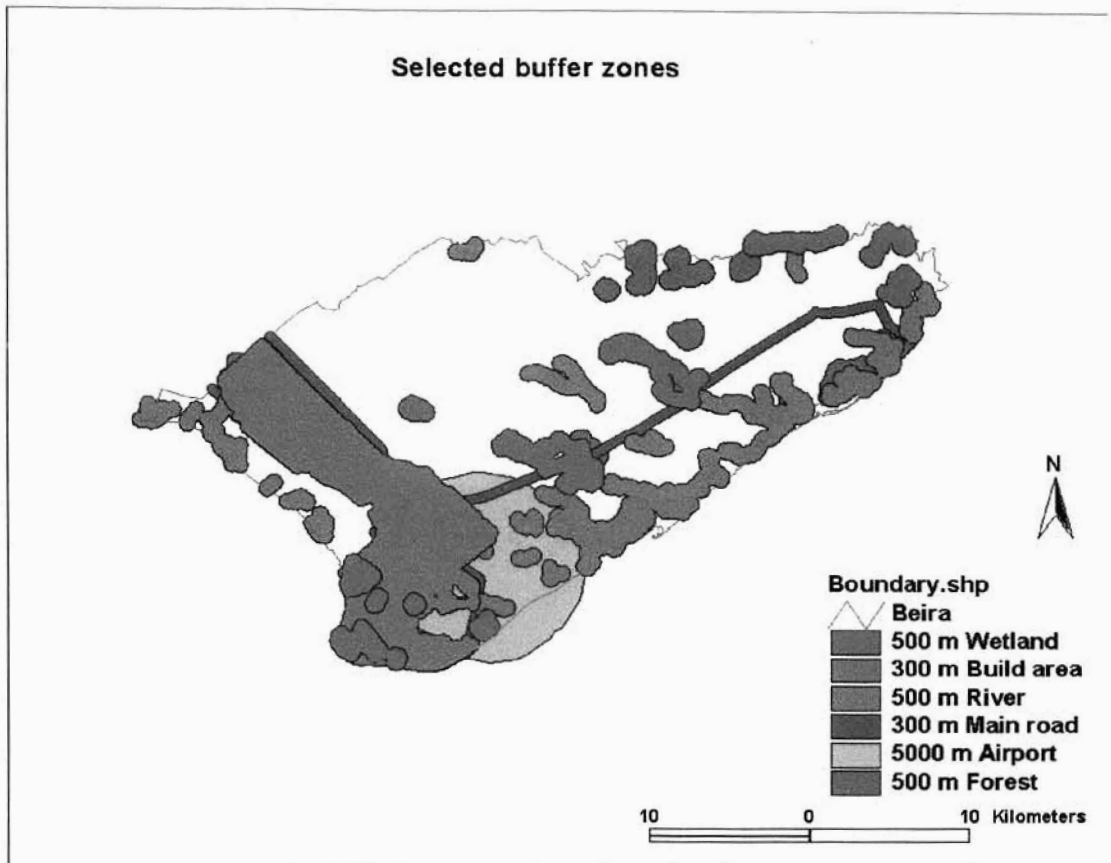 Selected buffer zones
N
Boundary.shp
Beira
500 m Wetland
300 m Build area
500 m River
300 m Main road
5000 m Airport
500 m Forest
10 0 10 Kilometers